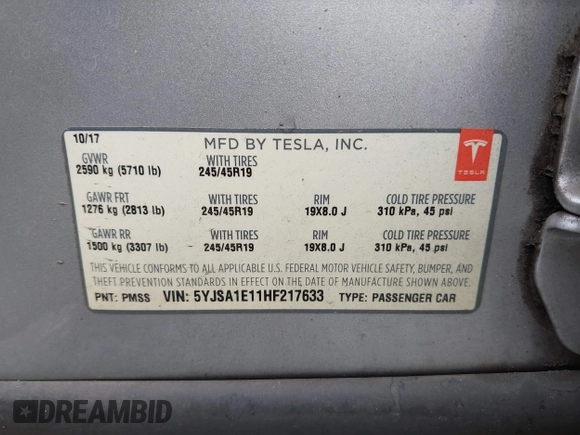 10/17 MFD BY TESLA, INC.
GVWR WITH TIRES
2590 kg (5710 lb) 245/45R19
TESLA
GAWR FRT WITH TIRES RIM COLD TIRE PRESSURE
1276 kg (2813 lb) 245/45R19 19X8.0 J 310 kPa, 45 psi
GAWR RR WITH TIRES RIM COLD TIRE PRESSURE
1500 kg (3307 lb) 245/45R19 19X8.0 J 310 kPa, 45 psi
THIS VEHICLE CONFORMS TO ALL APPLICABLE U.S. FEDERAL MOTOR VEHICLE SAFETY, BUMPER, AND
THEFT PREVENTION STANDARDS IN EFFECT ON THE DATE OF MANUFACTURE SHOWN ABOVE.
PNT: PMSS VIN: 5YJSA1E11HF217633 TYPE: PASSENGER CAR
DREAMBID